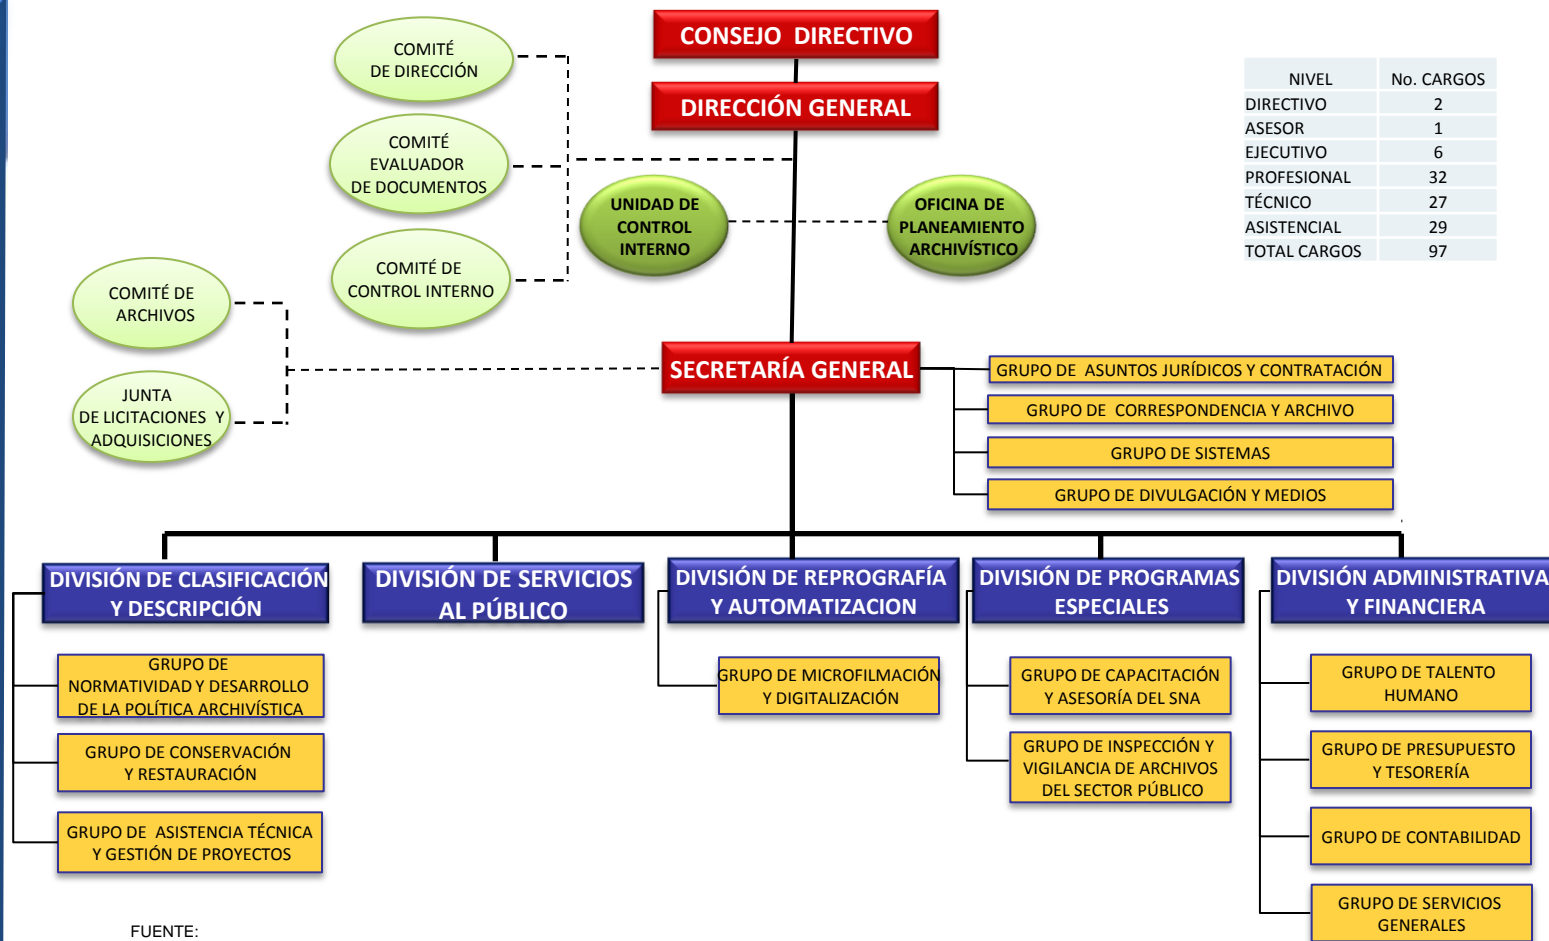 CONSEJO DIRECTIVO
DIRECCIÓN GENERAL
COMITÉ
DE DIRECCIÓN
COMITÉ
EVALUADOR
DE DOCUMENTOS
COMITÉ DE
CONTROL INTERNO
UNIDAD DE
CONTROL
INTERNO
OFICINA DE
PLANEAMIENTO
ARCHIVÍSTICO
NIVEL No. CARGOS
DIRECTIVO 2
ASESOR 1
EJECUTIVO 6
PROFESIONAL 32
TÉCNICO 27
ASISTENCIAL 29
TOTAL CARGOS 97
COMITÉ DE
ARCHIVOS
JUNTA
DE LICITACIONES Y
ADQUISICIONES
SECRETARÍA GENERAL
GRUPO DE ASUNTOS JURÍDICOS Y CONTRATACIÓN
GRUPO DE CORRESPONDENCIA Y ARCHIVO
GRUPO DE SISTEMAS
GRUPO DE DIVULGACIÓN Y MEDIOS
DIVISIÓN DE CLASIFICACIÓN
Y DESCRIPCIÓN
GRUPO DE
NORMATIVIDAD Y DESARROLLO
DE LA POLÍTICA ARCHIVÍSTICA
GRUPO DE CONSERVACIÓN
Y RESTAURACIÓN
GRUPO DE ASISTENCIA TÉCNICA
Y GESTIÓN DE PROYECTOS
DIVISIÓN DE SERVICIOS
AL PÚBLICO
DIVISIÓN DE REPROGRAFÍA
Y AUTOMATIZACION
GRUPO DE MICROFILMACIÓN
Y DIGITALIZACIÓN
DIVISIÓN DE PROGRAMAS
ESPECIALES
GRUPO DE CAPACITACIÓN
Y ASESORÍA DEL SNA
GRUPO DE INSPECCIÓN Y
VIGILANCIA DE ARCHIVOS
DEL SECTOR PÚBLICO
DIVISIÓN ADMINISTRATIVA
Y FINANCIERA
GRUPO DE TALENTO
HUMANO
GRUPO DE PRESUPUESTO
Y TESORERÍA
GRUPO DE CONTABILIDAD
GRUPO DE SERVICIOS
GENERALES
FUENTE: